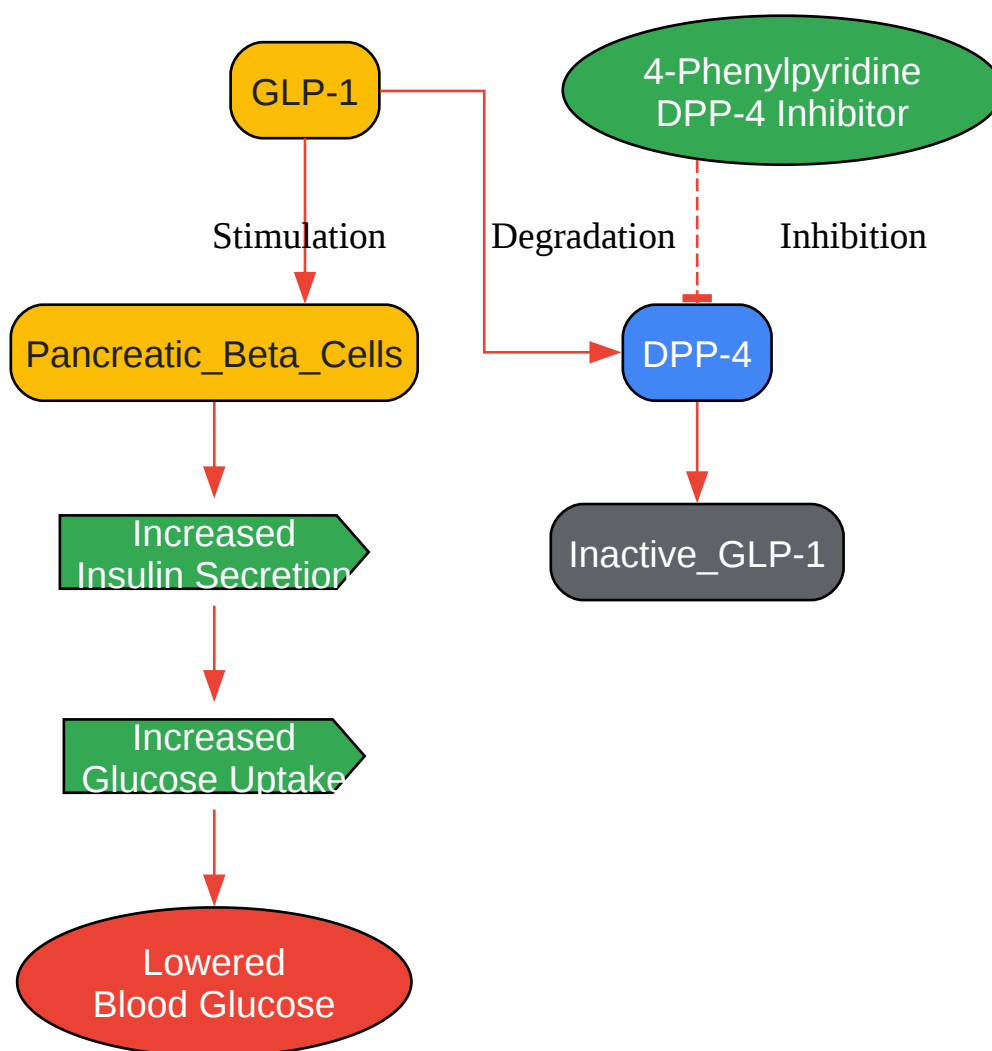 GLP-1
4-Phenylpyridine
DPP-4 Inhibitor
Stimulation
Degradation
Inhibition
Pancreatic_Beta_Cells
DPP-4
Increased
Insulin Secretion
Inactive_GLP-1
Increased
Glucose Uptake
Lowered
Blood Glucose